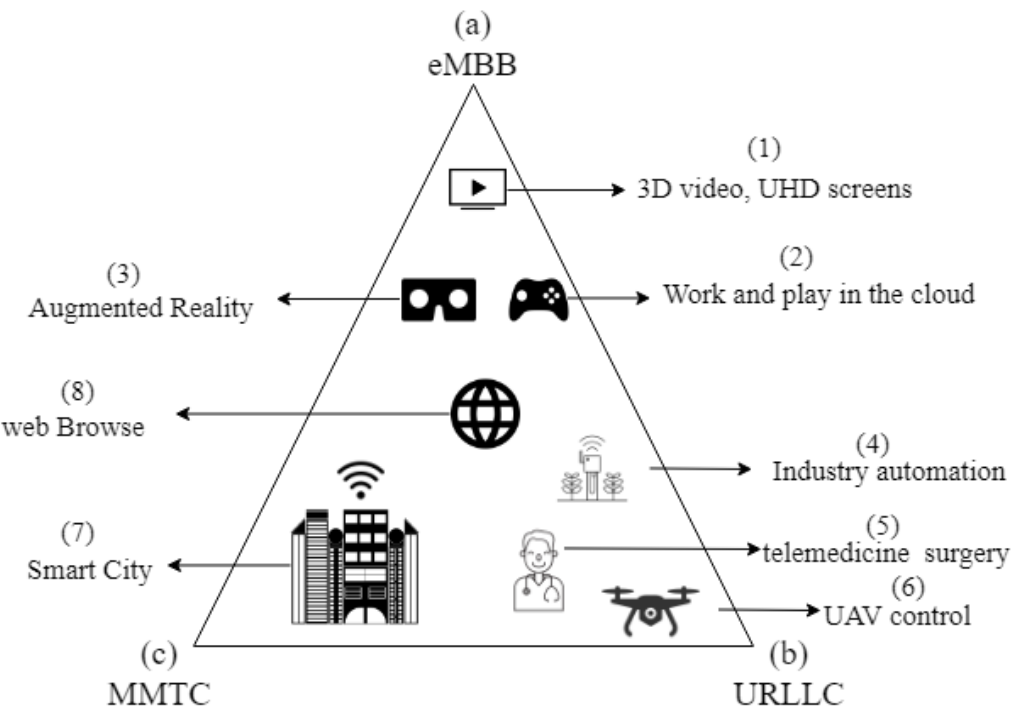 (a)
eMBB
(1)
3D video, UHD screens
(2)
Work and play in the cloud
(3)
Augmented Reality
(8)
web Browse
(4)
Industry automation
(7)
Smart City
(5)
telemedicine surgery
(6)
UAV control
(c)
MMTC
(b)
URLLC